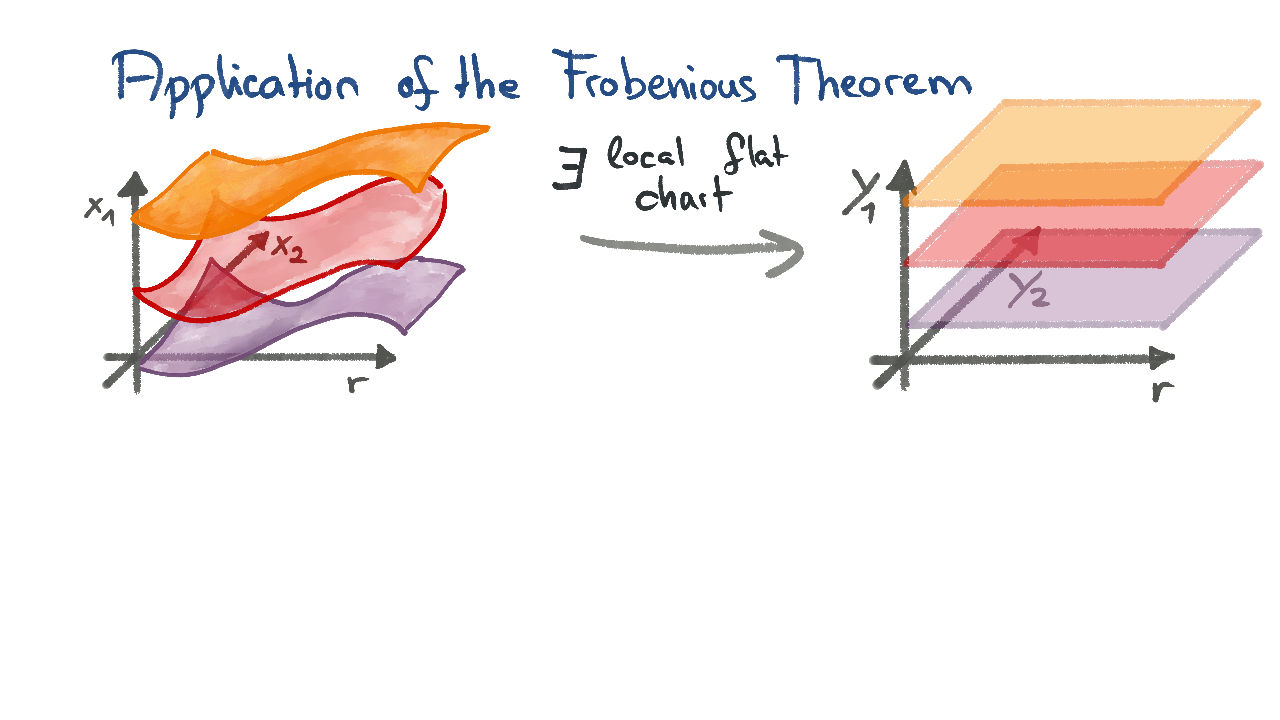 Application of the Frobenious Theorem
∃ local flat
chart
x₁
x₂
r
y₁
y₂
r